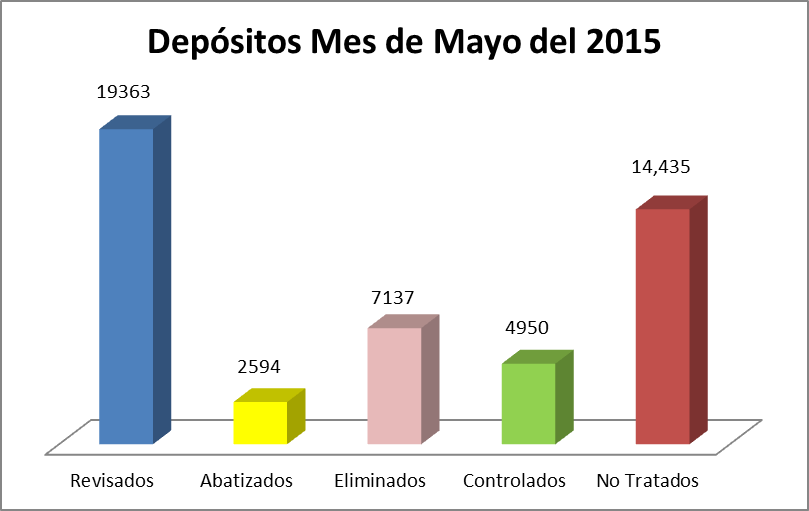 Depósitos Mes de Mayo del 2015
19363
2594
7137
4950
14,435
Revisados
Abatizados
Eliminados
Controlados
No Tratados